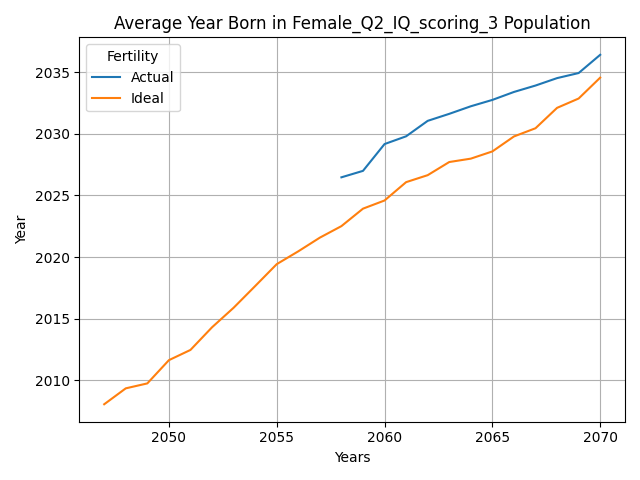 Average Year Born in Female_Q2_IQ_scoring_3 Population
Fertility
Actual
Ideal
2035
2030
2025
2020
2015
2010
Year
2050 2055 2060 2065 2070
Years